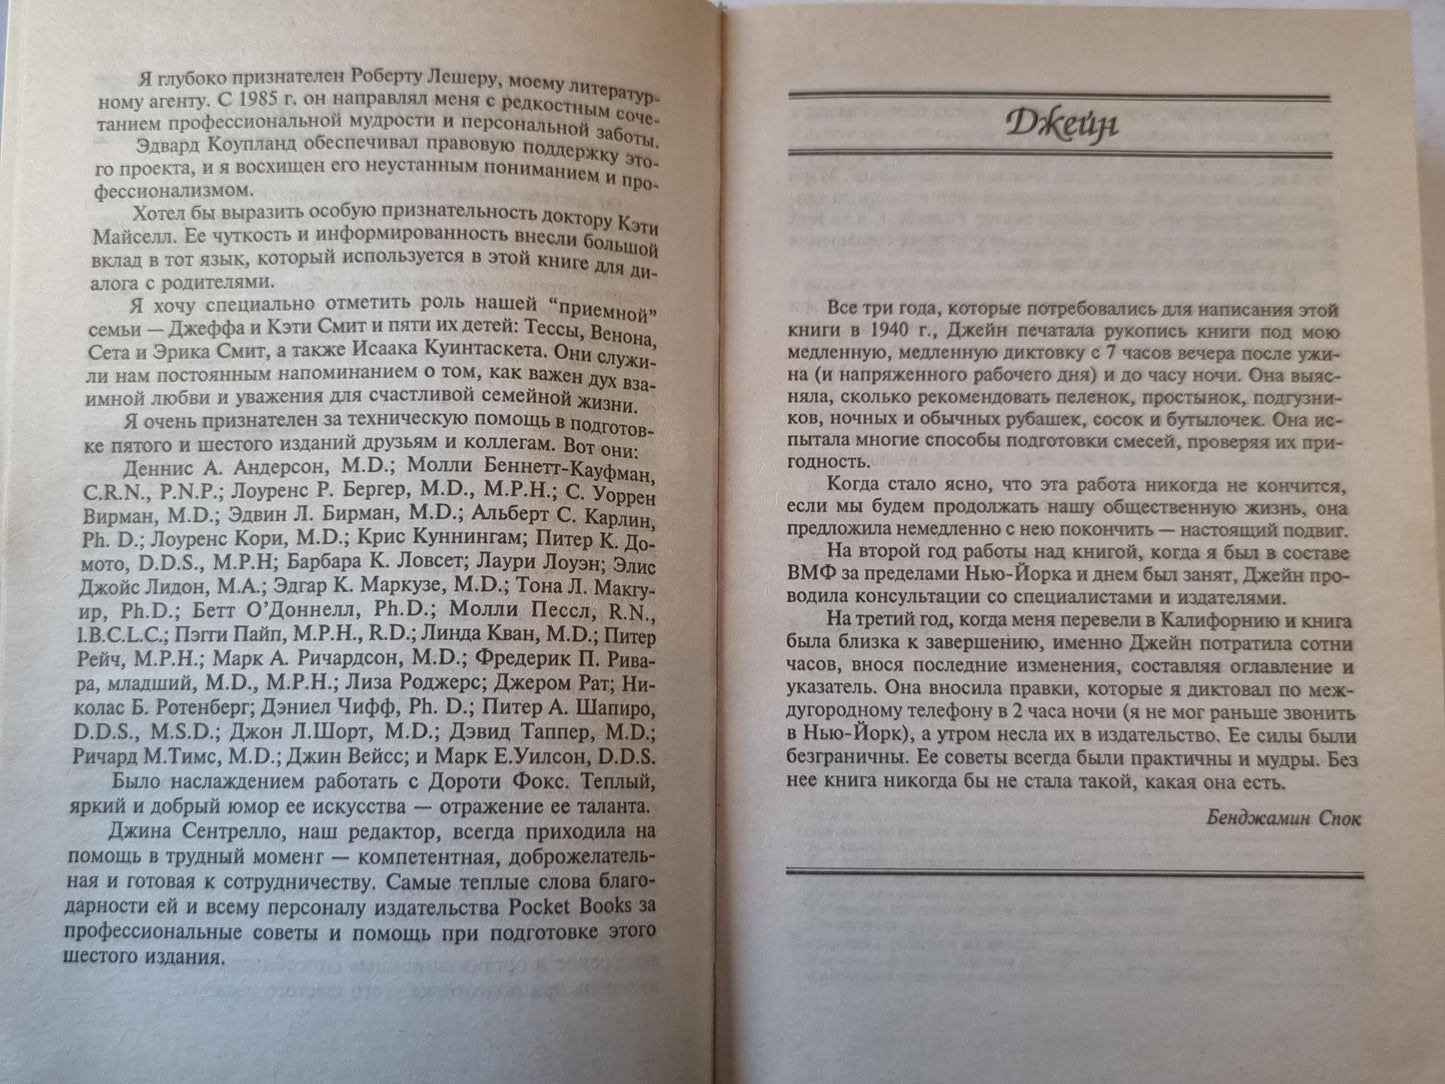 Я глубоко признателен Роберту Лешеру, моему литератур-
ному агенту. С 1985 г. он направлял меня с редкостным соче-
танием профессиональной мудрости и персональной заботы.
Эдвард Коупланд обеспечивал правовую поддержку это-
го проекта, и я восхищен его неустанным пониманием и про-
фессионализмом.
Хотел бы выразить особую признательность доктору Кэти
Майселл. Ее чуткость и информированность внесли большой
вклад в тот язык, который используется в этой книге для ди-
алога с родителями.
Я хочу специально отметить роль нашей “приемной”
семьи — Джеффа и Кэти Смит и пяти их детей: Тессы, Венона,
Сета и Эрика Смит, а также Исаака Куинтаскета. Они служи-
ли нам постоянным напоминанием о том, как важен дух вза-
имной любви и уважения для счастливой семейной жизни.
Я очень признателен за техническую помощь в подготов-
ке пятого и шестого изданий друзьям и коллегам. Вот они:
Деннис А. Андерсон, M.D.; Молли Беннетт-Кауфман,
C.R.N., P.N.P.; Лоуренс Р. Бергер, M.D., M.P.H.; С. Уоррен
Вирман, M.D.; Эдвин Л. Бирман, M.D.; Альберт С. Карлин,
Ph. D.; Лоуренс Кори, M.D.; Крис Куннингам; Питер К. До-
мото, D.D.S., M.P.H; Барбара К. Ловсет; Лаури Лоуэн; Элис
Джойс Лидон, M.A.; Эдгар К. Маркузе, M.D.; Тона Л. Макгу-
ир, Ph.D.; Бетт О’Доннелл, Ph.D.; Молли Пессл, R.N.,
l.B.C.L.C.; Пэгги Пайп, M.P.H., R.D.; Линда Кван, M.D.; Питер
Рейч, M.P.H.; Марк А. Ричардсон, M.D.; Фредерик П. Рива-
ра, младший, M.D., M.P.H.; Лиза Роджерс; Джером Рат; Ни-
колас Б. Ротенберг; Дэниел Чифф, Ph. D.; Питер А. Шапиро,
D.D.S., M.S.D.; Джон Л.Шорт, M.D.; Дэвид Таппер, M.D.;
Ричард М.Тимс, M.D.; Джин Вейсс; и Марк Е.Уилсон, D.D.S.
Было наслаждением работать с Дороти Фокс. Теплый,
яркий и добрый юмор ее искусства — отражение ее таланта.
Джина Сентрелло, наш редактор, всегда приходила на
помощь в трудный момент — компетентная, доброжелатель-
ная и готовая к сотрудничеству. Самые теплые слова благо-
дарности ей и всему персоналу издательства Pocket Books за
профессиональные советы и помощь при подготовке этого
шестого издания.
Джейн
Все три года, которые потребовались для написания этой
книги в 1940 г., Джейн печатала рукопись книги под мою
медленную, медленную диктовку с 7 часов вечера после ужи-
на (и напряженного рабочего дня) и до часу ночи. Она выяс-
няла, сколько рекомендовать пеленок, простынок, подгузни-
ков, ночных и обычных рубашек, сосок и бутылочек. Она ис-
пытала многие способы подготовки смесей, проверяя их при-
годность.
Когда стало ясно, что эта работа никогда не кончится,
если мы будем продолжать нашу общественную жизнь, она
предложила немедленно с нею покончить — настоящий подвиг.
На второй год работы над книгой, когда я был в составе
ВМФ за пределами Нью-Йорка и днем был занят, Джейн про-
водила консультации со специалистами и издателями.
На третий год, когда меня перевели в Калифорнию и книга
была близка к завершению, именно Джейн потратила сотни
часов, внося последние изменения, составляя оглавление и
указатель. Она вносила правки, которые я диктовал по меж-
дугородному телефону в 2 часа ночи (я не мог раньше звонить
в Нью-Йорк), а утром несла их в издательство. Ее силы были
безграничны. Ее советы всегда были практичны и мудры. Без
нее книга никогда бы не стала такой, какая она есть.
Бенджамин Спок